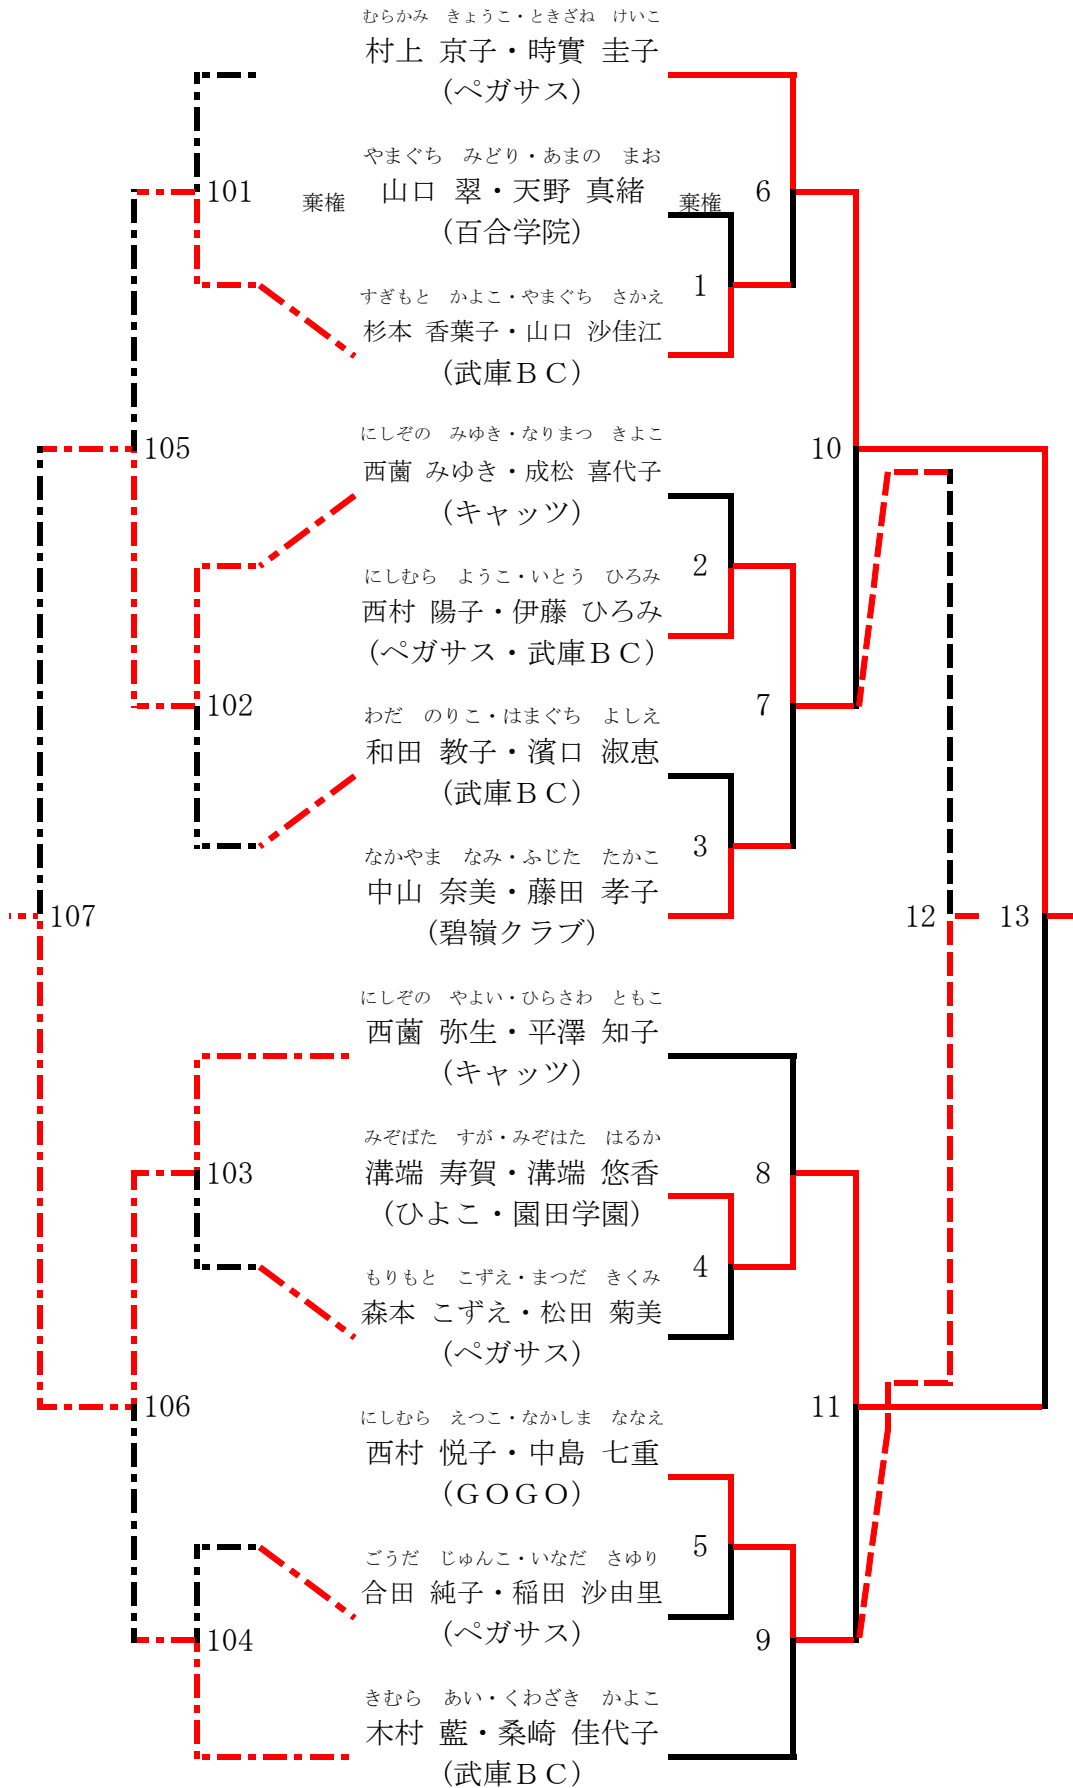 むらかみ きょうこ・ときざね けいこ
村上 京子・時實 圭子
(ペガサス)
やまぐち みどり・あまの まお
101
棄権
山口 翠・天野 真緒
棄権
6
(百合学院)
すぎもと かよこ・やまぐち さかえ
1
杉本 香葉子・山口 沙佳江
(武庫ＢＣ)
にしぞの みゆき・なりまつ きよこ
105
10
西薗 みゆき・成松 喜代子
(キャッツ)
にしむら ようこ・いとう ひろみ
2
西村 陽子・伊藤 ひろみ
(ペガサス・武庫ＢＣ)
102
わだ のりこ・はまぐち よしえ
7
和田 教子・濱口 淑恵
(武庫ＢＣ)
なかやま なみ・ふじた たかこ
3
中山 奈美・藤田 孝子
107
(碧嶺クラブ)
12
13
にしぞの やよい・ひらさわ ともこ
西薗 弥生・平澤 知子
(キャッツ)
みぞばた すが・みぞはた はるか
103
溝端 寿賀・溝端 悠香
8
(ひよこ・園田学園)
もりもと こずえ・まつだ きくみ
4
森本 こずえ・松田 菊美
(ペガサス)
106
にしむら えつこ・なかしま ななえ
11
西村 悦子・中島 七重
(ＧＯＧＯ)
ごうだ じゅんこ・いなだ さゆり
5
合田 純子・稲田 沙由里
(ペガサス)
104
9
きむら あい・くわざき かよこ
木村 藍・桑崎 佳代子
(武庫ＢＣ)